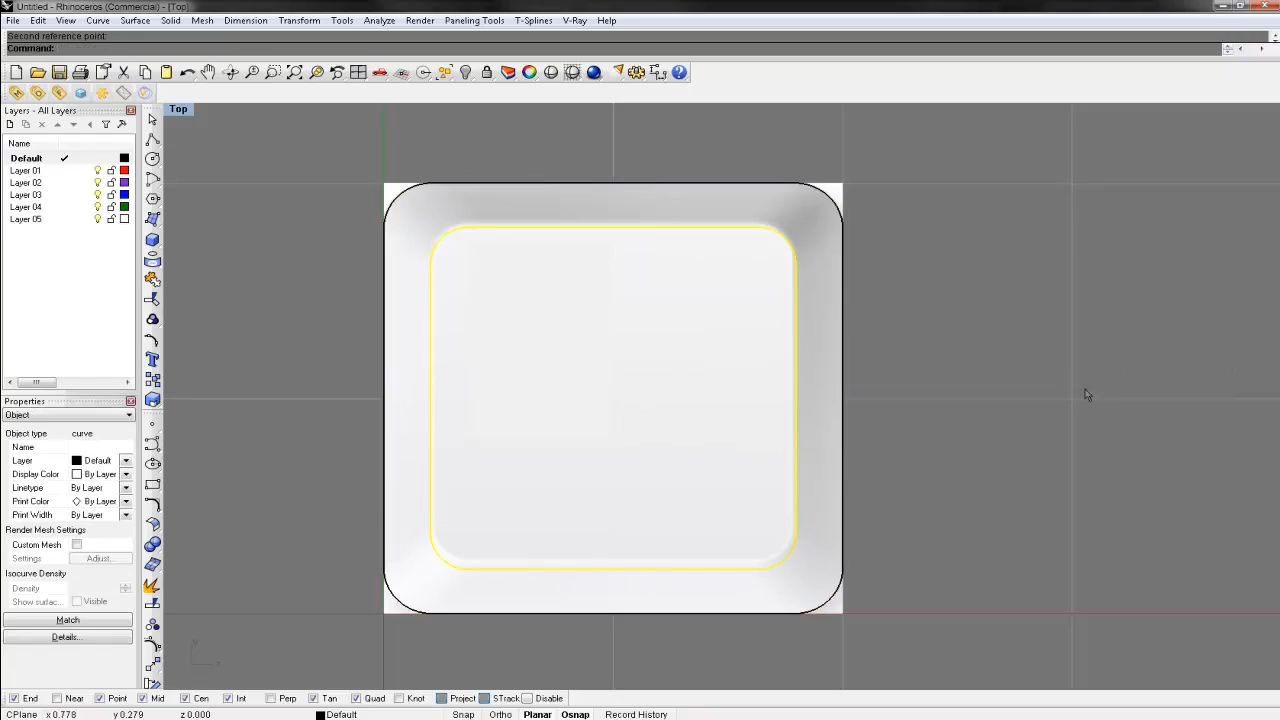 Untitled - Rhinoceros (Commercial) - [Top]
File Edit View Curve Surface Solid Mesh Dimension Transform Tools Analyze Render Paneling Tools T-Splines V-Ray Help
Second reference point:
Command:
Layers - All Layers
Top
Name
Default
Layer 01
Layer 02
Layer 03
Layer 04
Layer 05
Properties
Object
Object type curve
Name
Layer Default
Display Color By Layer
Linetype By Layer
Print Color By Layer
Print Width By Layer
Render Mesh Settings
Custom Mesh
Settings Adjust...
Isocurve Density
Density
Show surfac... Visible
Match
Details...
y
x
End Near Point Mid Cen Int Perp Tan Quad Knot Project STrack Disable
CPlane x 0.778 y 0.279 z 0.000 Default Snap Ortho Planar Osnap Record History